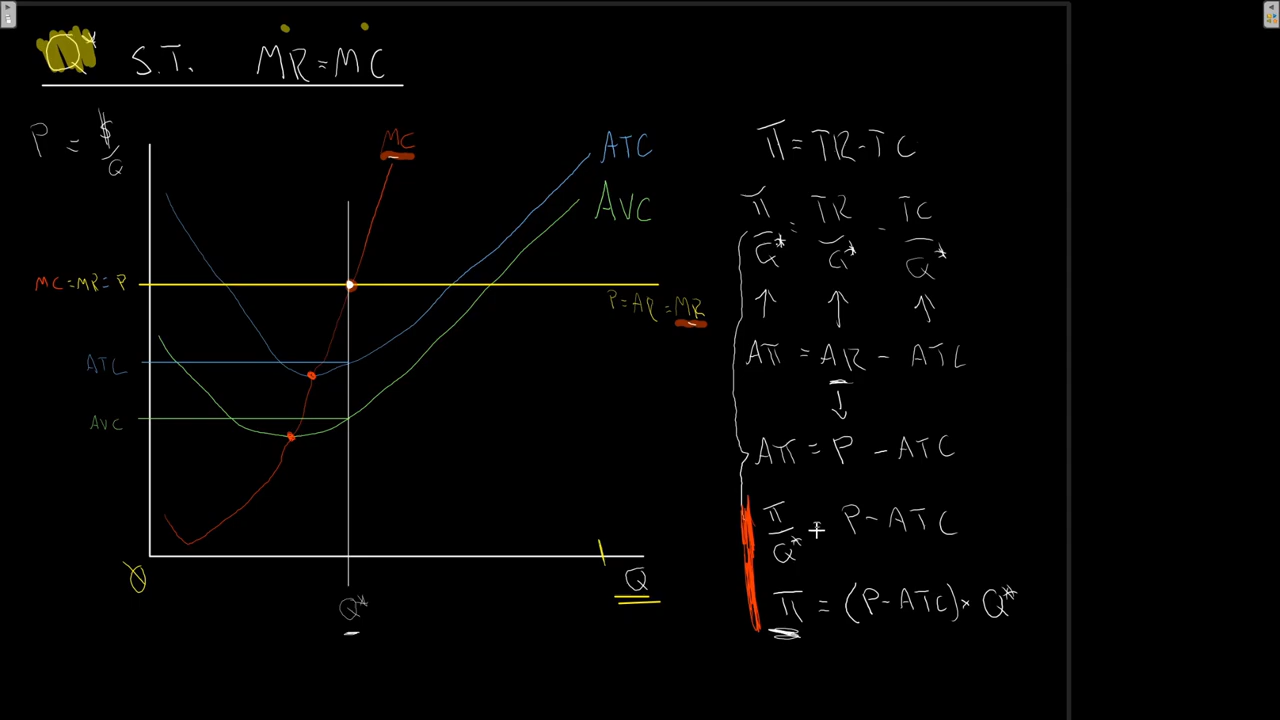 Q* S.T. MR=MC
P = $/Q
MC
ATC
AVC
MC=MR=P
P=AR=MR
ATC
AVC
0
Q
Q*
π = TR-TC
π/Q* = TR/Q* - TC/Q*
Aπ = AR - ATC
Aπ = P - ATC
π/Q* = P-ATC
π = (P-ATC)× Q*